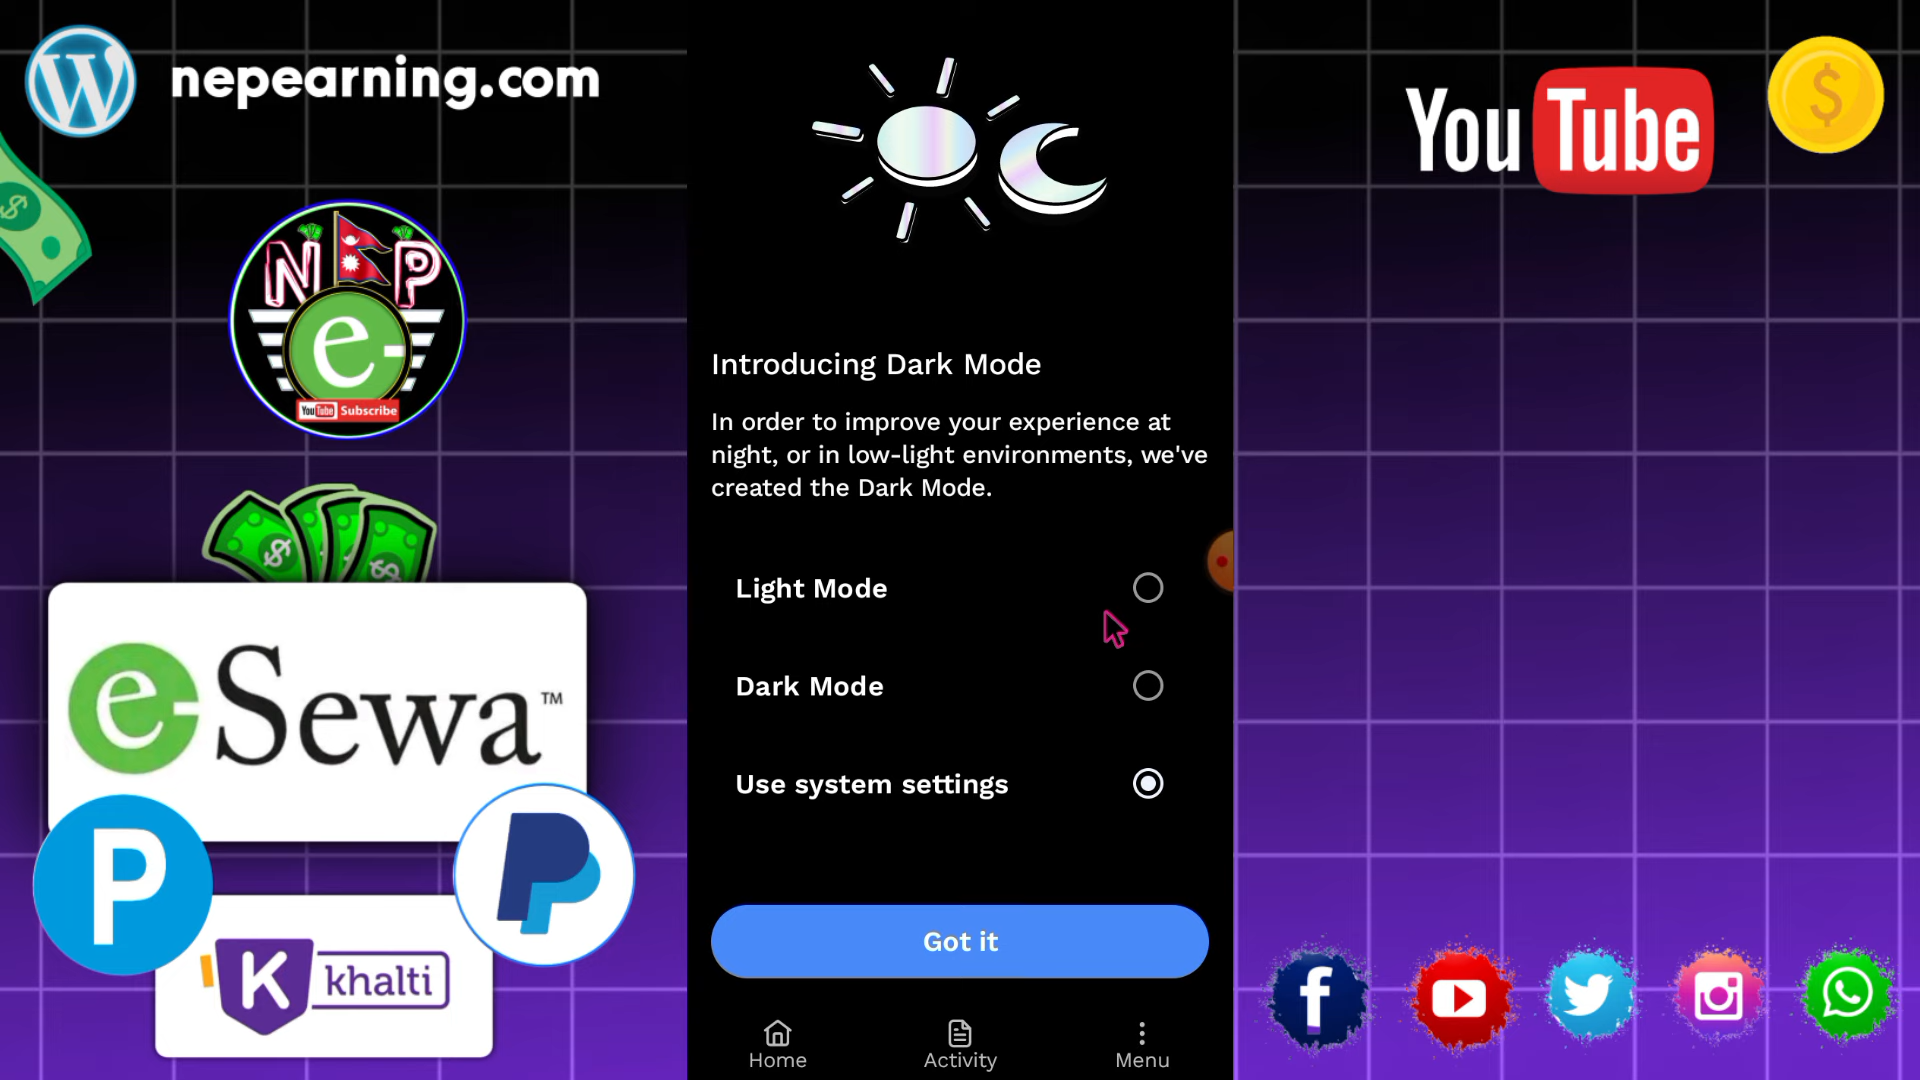 nepearning.com
You Tube
$
N P
e-
You Tube Subscribe
$ $
e-Sewa™
P
K khalti
Introducing Dark Mode
In order to improve your experience at
night, or in low-light environments, we've
created the Dark Mode.
Light Mode
Dark Mode
Use system settings
Got it
Home
Activity
Menu